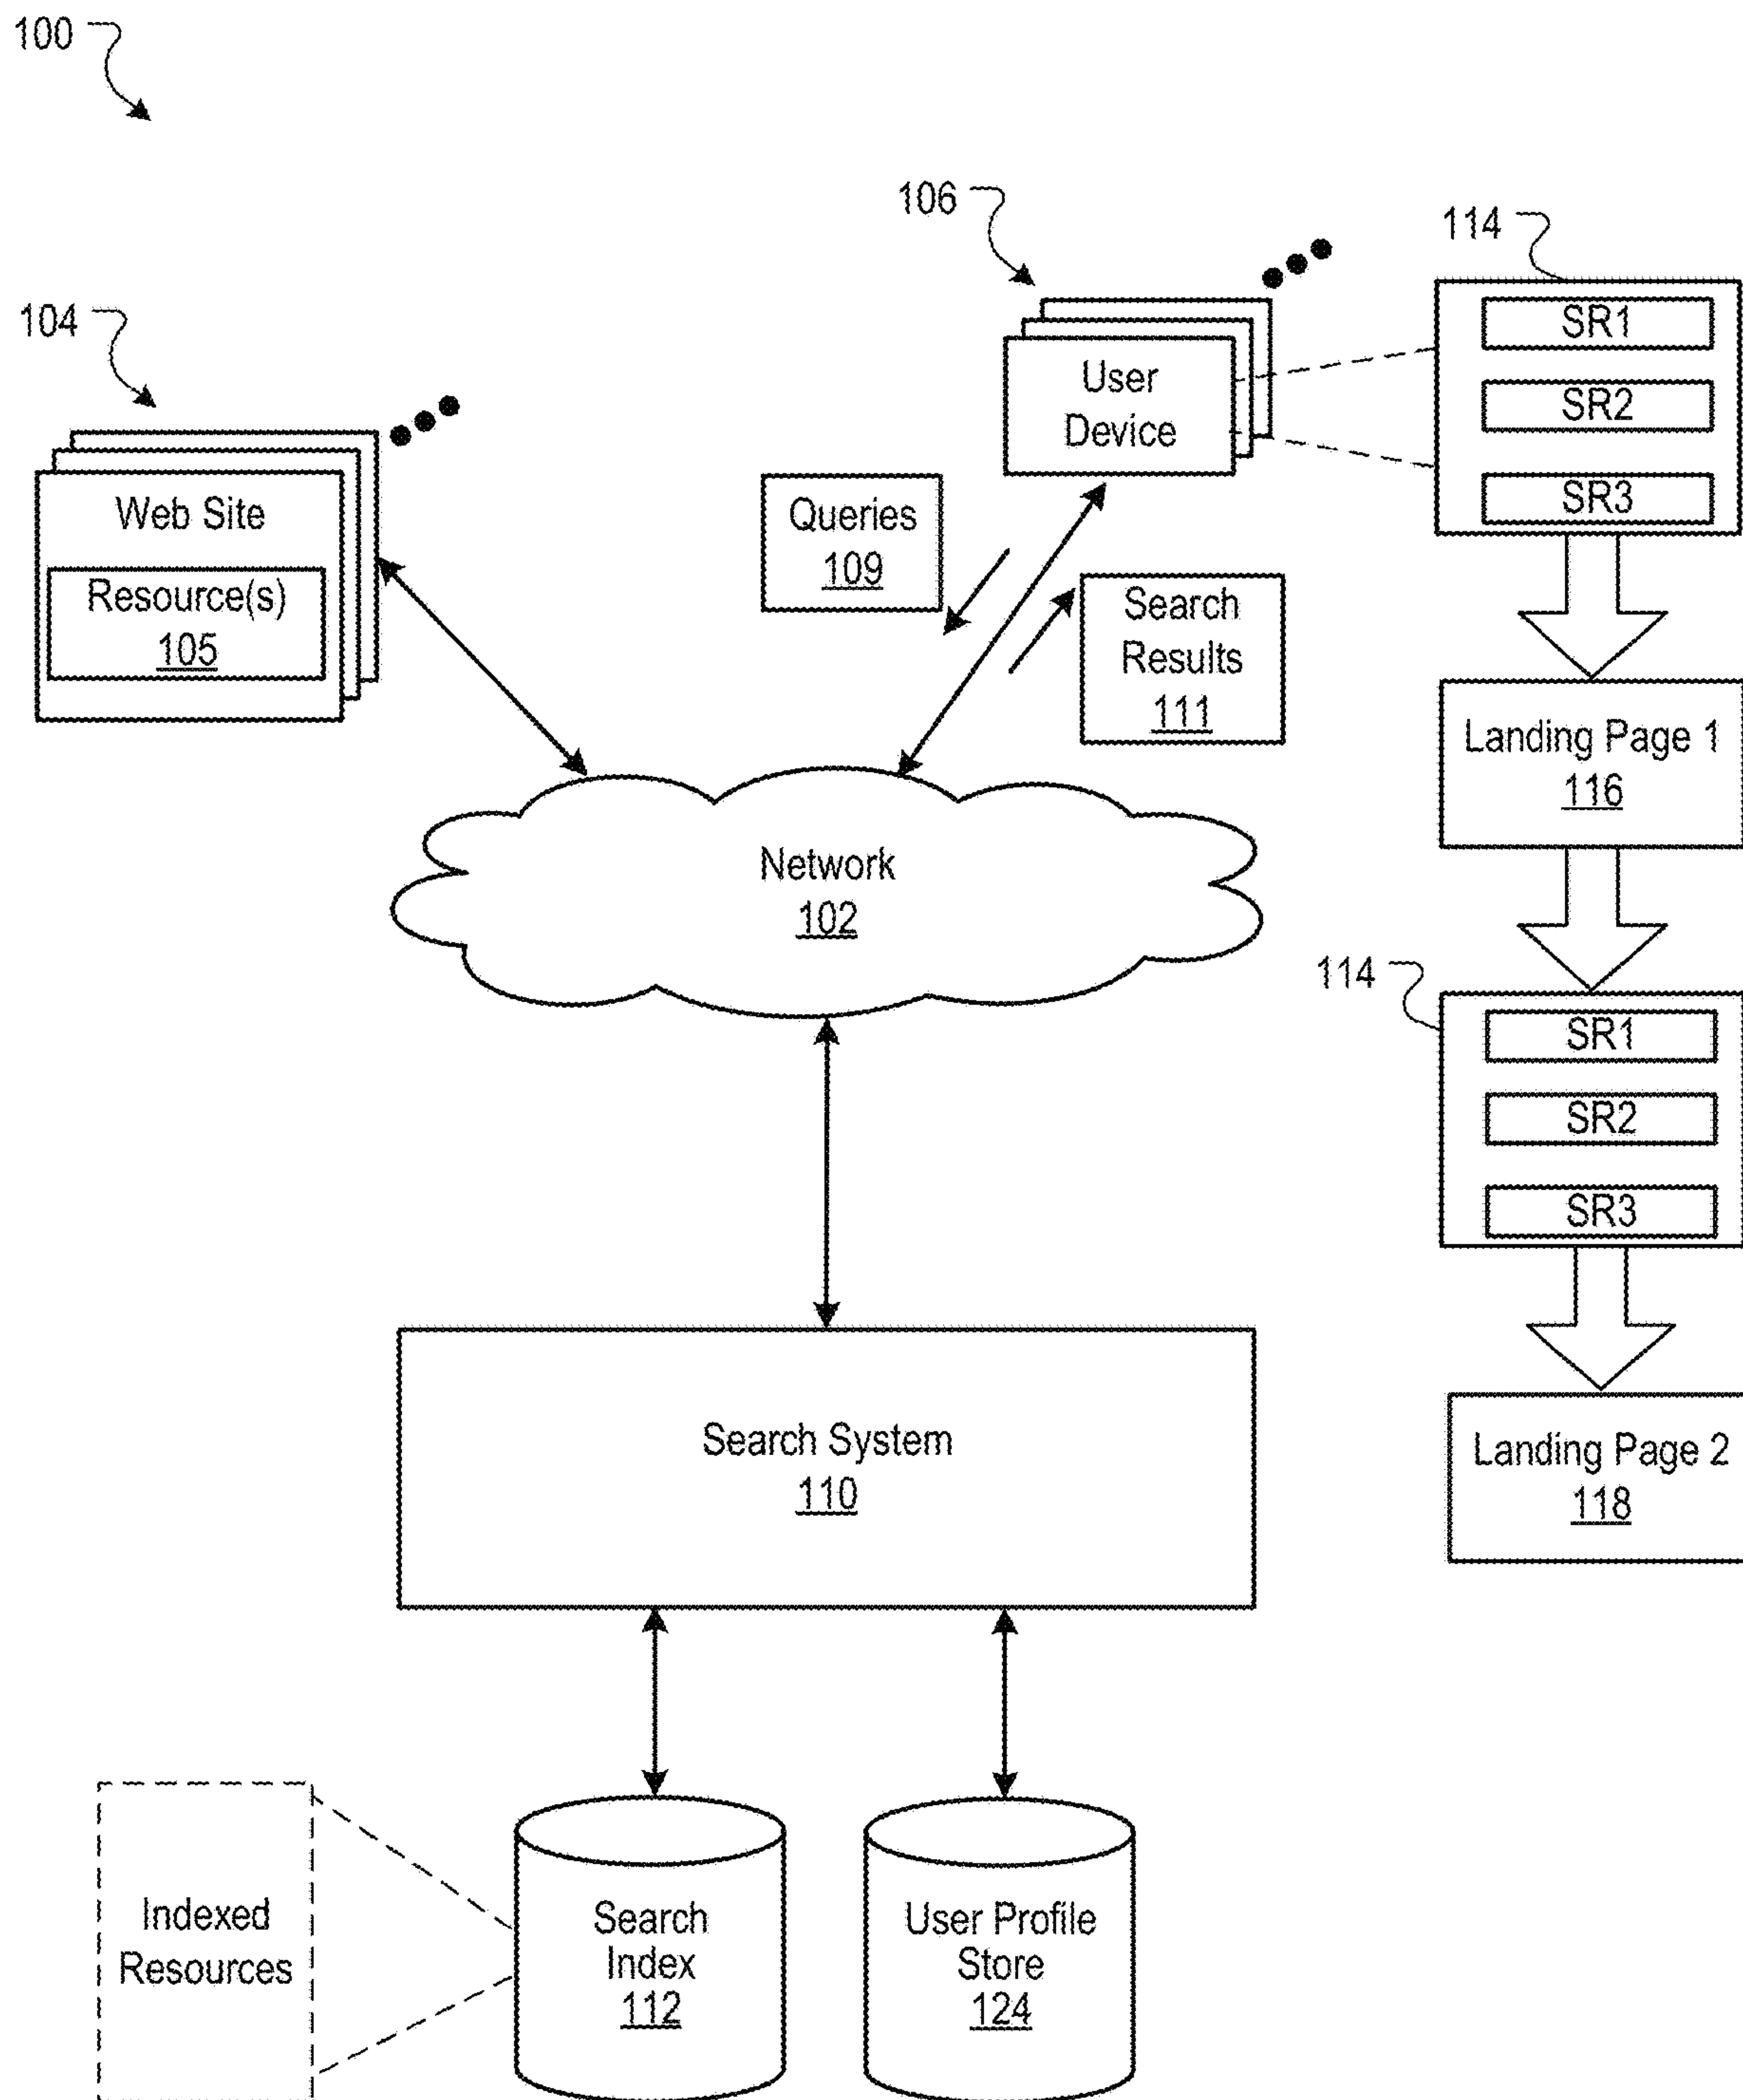 100
106
114
SR1
104
User
Device
SR2
SR3
Web Site
Resource(s)
105
Queries
109
Search
Results
111
Landing Page 1
116
Network
102
114
SR1
SR2
SR3
Search System
110
Landing Page 2
118
Indexed
Resources
Search
Index
112
User Profile
Store
124